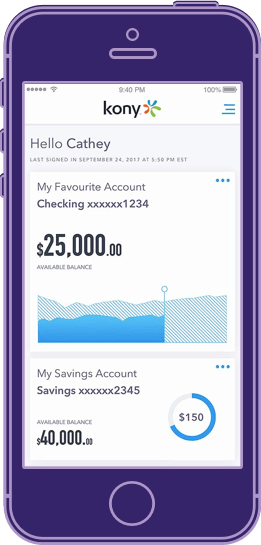 9:40 PM 100%
kony
Hello Cathey
LAST SIGNED IN SEPTEMBER 24, 2017 AT 5:50 PM EST
My Favourite Account
Checking xxxxxx1234
$25,000.00
AVAILABLE BALANCE
My Savings Account
Savings xxxxxx2345
AVAILABLE BALANCE
$40,000.00
$150